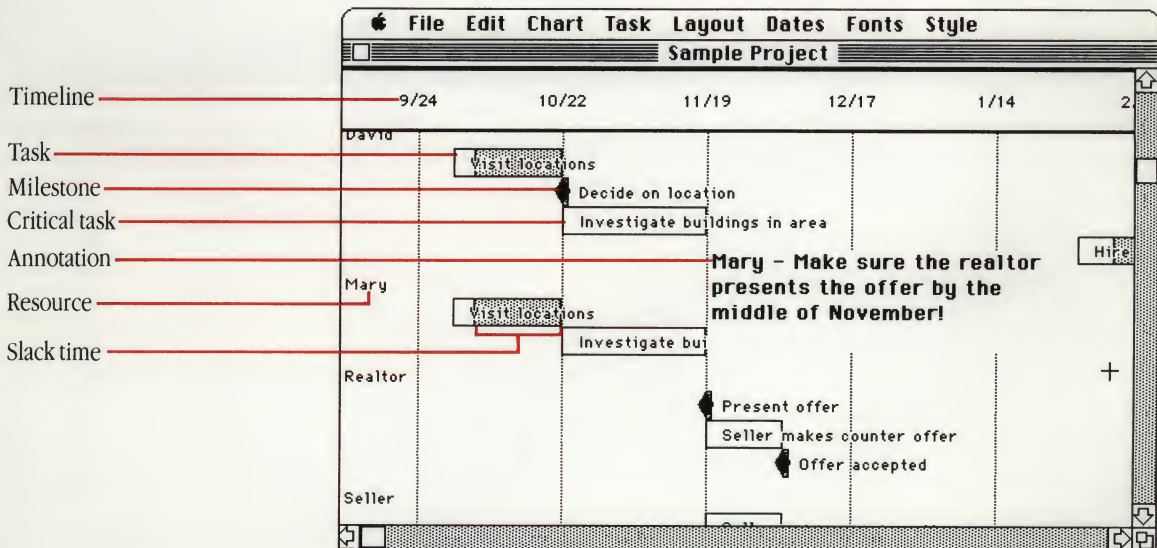 File Edit Chart Task Layout Dates Fonts Style
Sample Project
Timeline
9/24 10/22 11/19 12/17 1/14 2
David
Task
Visit locations
Milestone
Decide on location
Critical task
Investigate buildings in area
Annotation
Mary – Make sure the realtor
presents the offer by the
middle of November!
Hire
Resource
Mary
Visit locations
Slack time
Investigate bui
Realtor
Present offer
Seller makes counter offer
Offer accepted
Seller